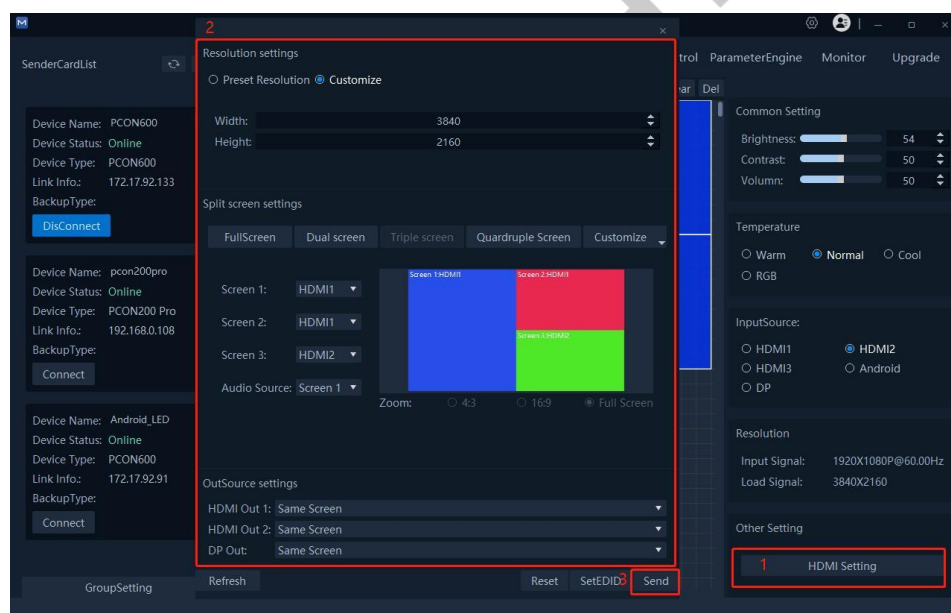 2
SenderCardList
Device Name: PCON600
Device Status: Online
Device Type: PCON600
Link Info.: 172.17.92.133
BackupType:
DisConnect
Device Name: pcon200pro
Device Status: Online
Device Type: PCON200 Pro
Link Info.: 192.168.0.108
BackupType:
Connect
Device Name: Android_LED
Device Status: Online
Device Type: PCON600
Link Info.: 172.17.92.91
BackupType:
Connect
GroupSetting
Resolution settings
Preset Resolution Customize
Width: 3840
Height: 2160
Split screen settings
FullScreen Dual screen Triple screen Quadruple Screen Customize
Screen 1: HDMI1
Screen 2: HDMI1
Screen 3: HDMI2
Audio Source: Screen 1
Screen 1:HDMI1
Screen 2:HDMI1
Screen 3:HDMI2
Zoom: 4:3 16:9 Full Screen
OutSource settings
HDMI Out 1: Same Screen
HDMI Out 2: Same Screen
DP Out: Same Screen
Refresh Reset SetEDID 3 Send
trol ParameterEngine Monitor Upgrade
ar Del
Common Setting
Brightness: 54
Contrast: 50
Volumn: 50
Temperature
Warm Normal Cool
RGB
InputSource:
HDMI1 HDMI2
HDMI3 Android
DP
Resolution
Input Signal: 1920X1080P@60.00Hz
Load Signal: 3840X2160
Other Setting
1 HDMI Setting